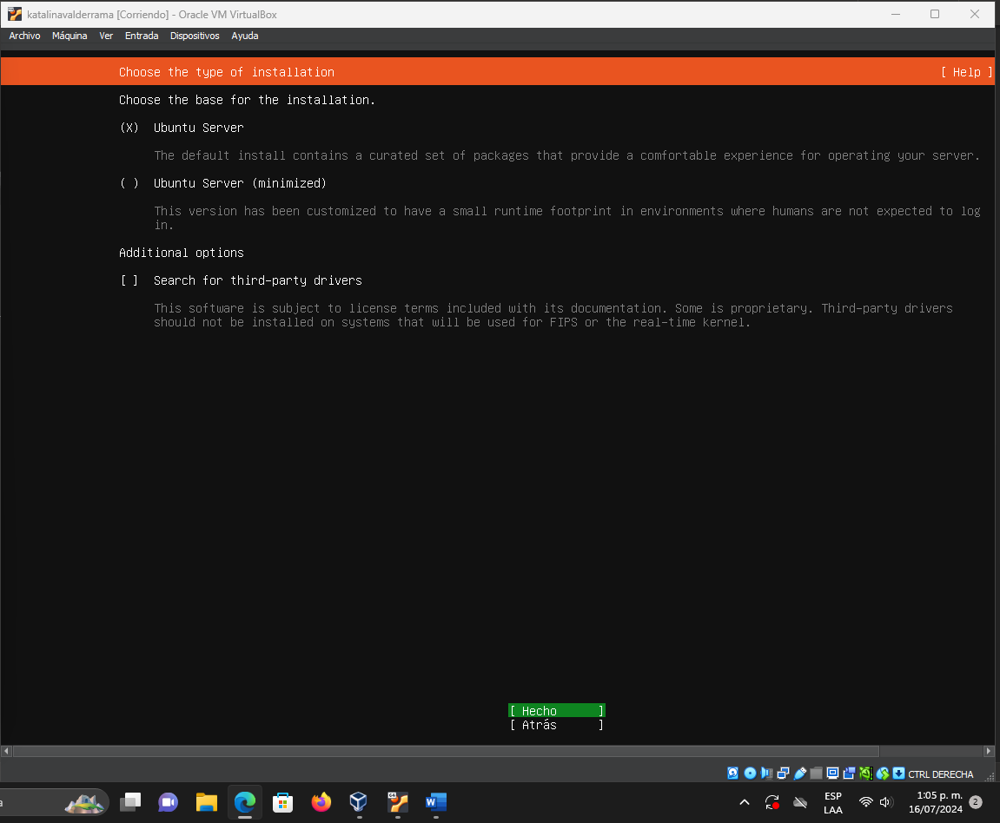 katalinavalderrama [Corriendo] - Oracle VM VirtualBox
Archivo Máquina Ver Entrada Dispositivos Ayuda
Choose the type of installation [ Help ]
Choose the base for the installation.
(X) Ubuntu Server
The default install contains a curated set of packages that provide a comfortable experience for operating your server.
( ) Ubuntu Server (minimized)
This version has been customized to have a small runtime footprint in environments where humans are not expected to log
in.
Additional options
[ ] Search for third-party drivers
This software is subject to license terms included with its documentation. Some is proprietary. Third-party drivers
should not be installed on systems that will be used for FIPS or the real-time kernel.
[ Hecho ]
[ Atrás ]
CTRL DERECHA
ESP
LAA
1:05 p. m.
16/07/2024
2